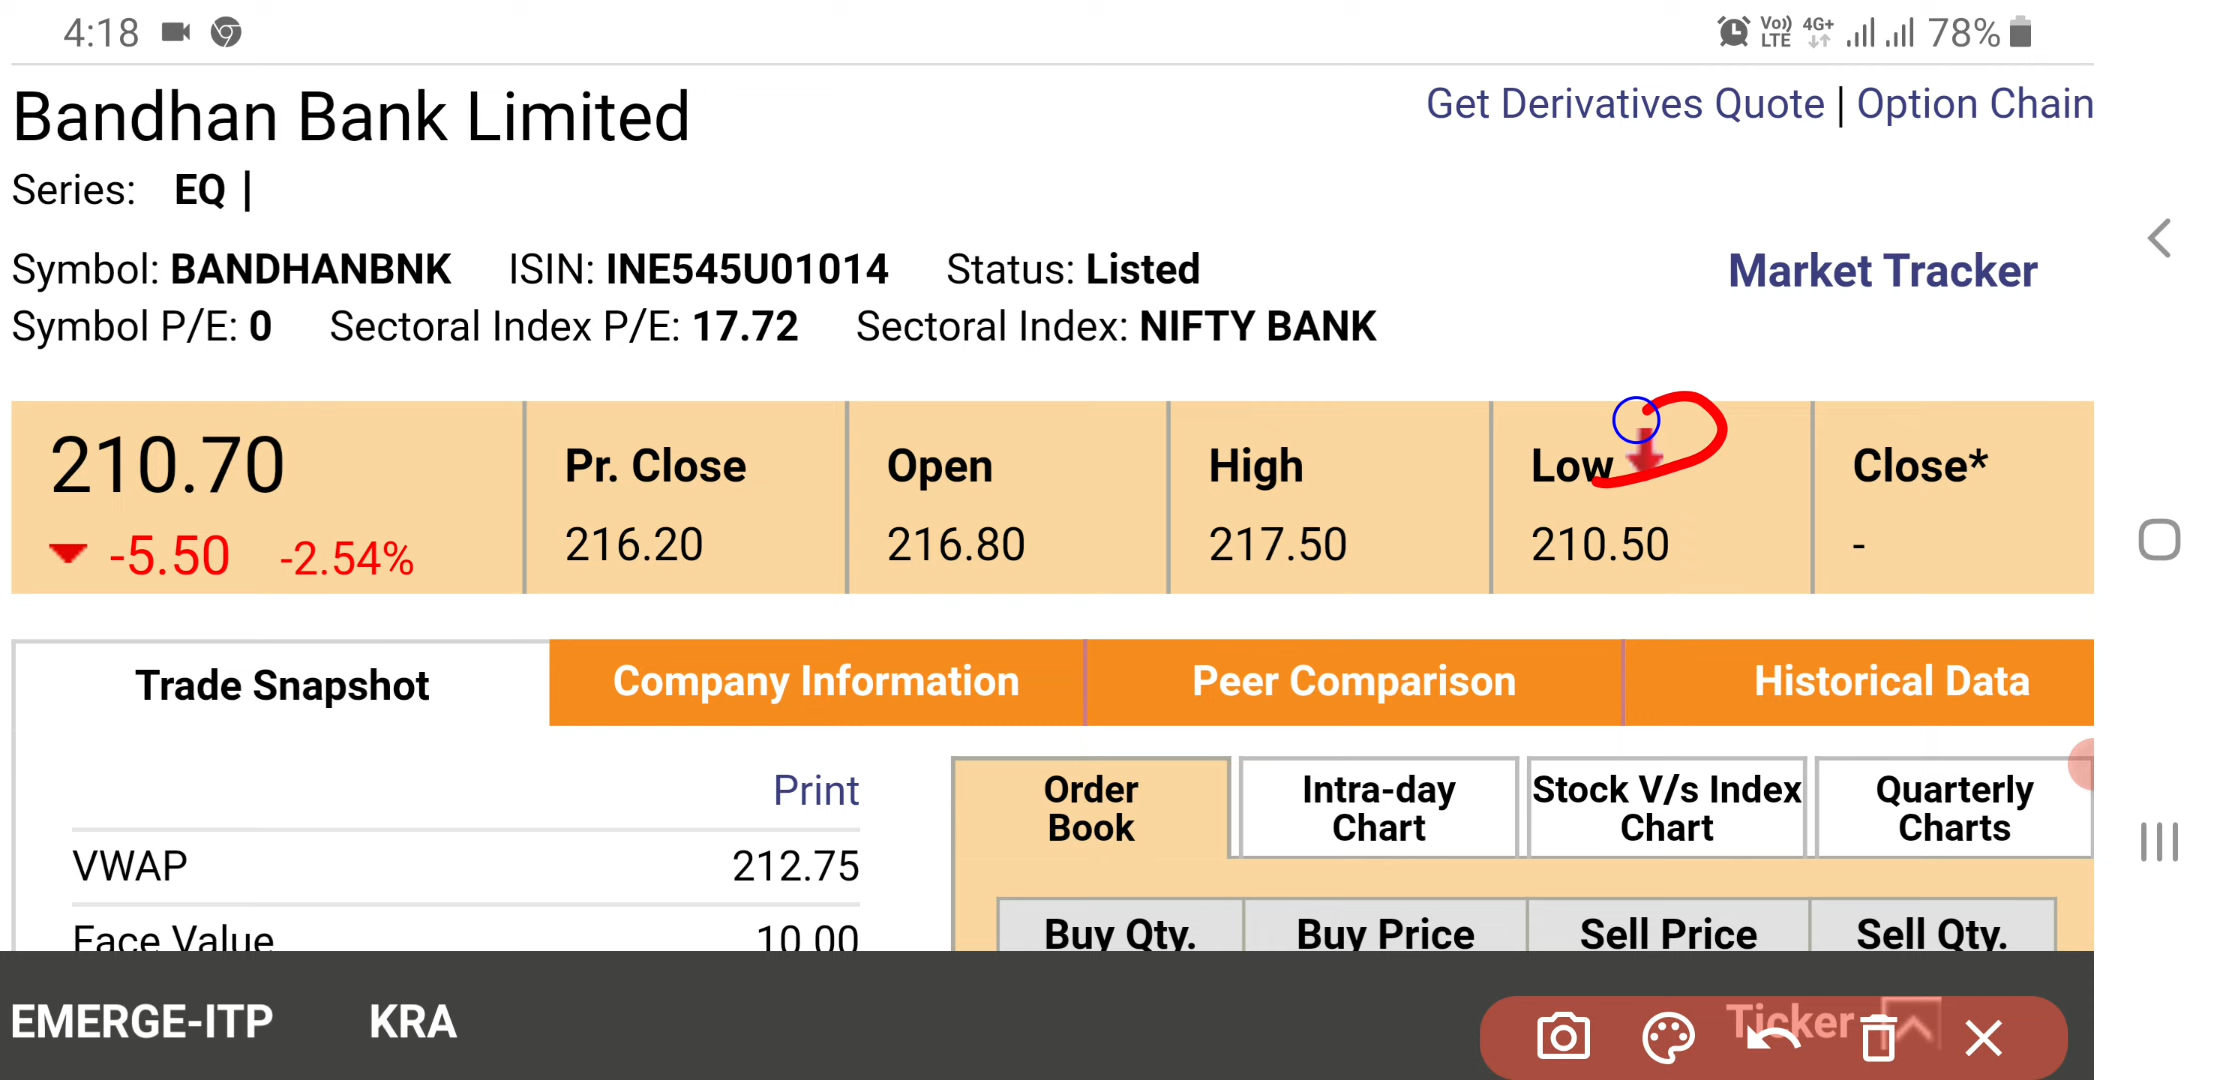 4:18 Vo)) LTE 4G+ 78%
Bandhan Bank Limited
Get Derivatives Quote | Option Chain
Series: EQ |
Symbol: BANDHANBNK ISIN: INE545U01014 Status: Listed
Market Tracker
Symbol P/E: 0 Sectoral Index P/E: 17.72 Sectoral Index: NIFTY BANK
210.70 Pr. Close Open High Low Close*
-5.50 -2.54% 216.20 216.80 217.50 210.50 -
Trade Snapshot Company Information Peer Comparison Historical Data
Print
Order Book
Intra-day Chart
Stock V/s Index Chart
Quarterly Charts
VWAP 212.75
Face Value 10.00
Buy Qty. Buy Price Sell Price Sell Qty.
EMERGE-ITP KRA Ticker